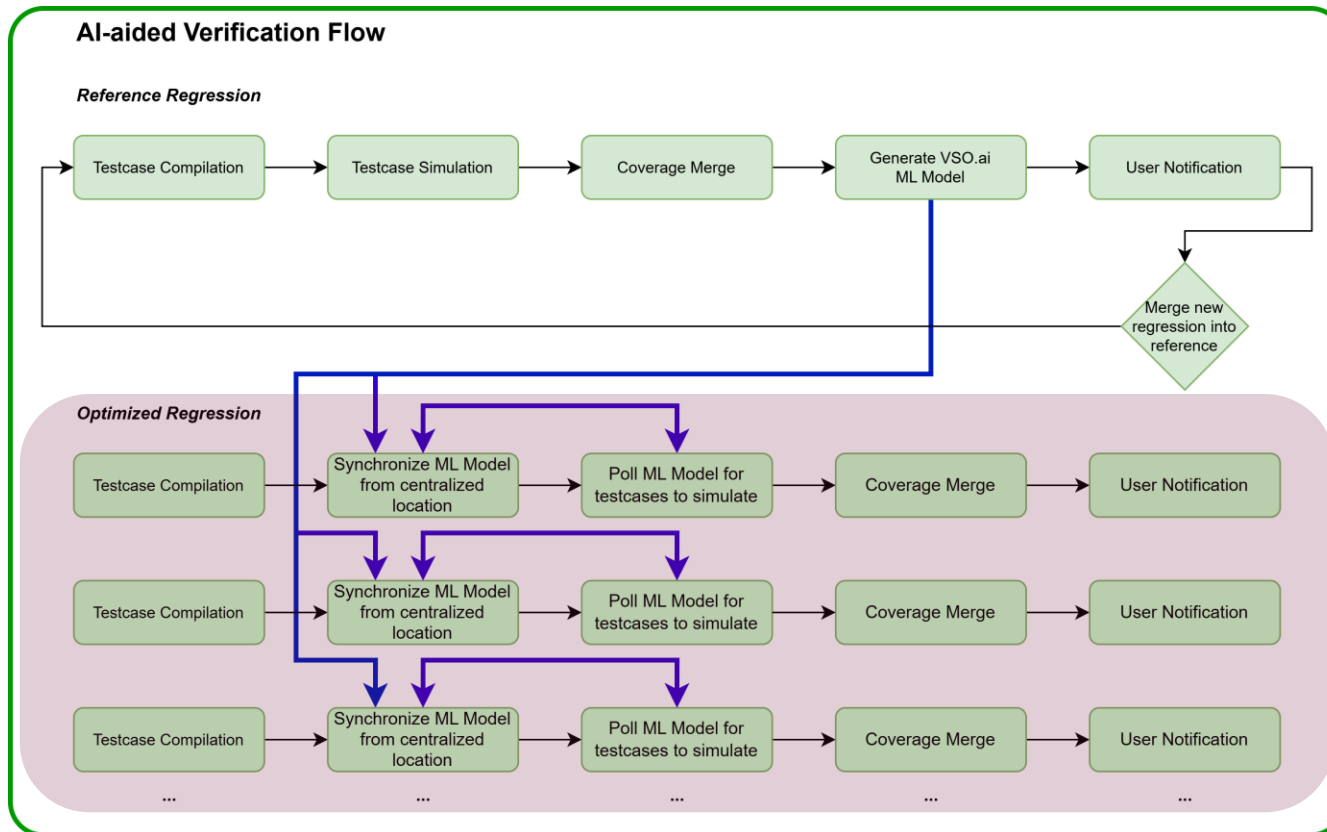 AI-aided Verification Flow
Reference Regression
Testcase Compilation
Testcase Simulation
Coverage Merge
Generate VSO.ai
ML Model
User Notification
Merge new
regression into
reference
Optimized Regression
Testcase Compilation
Synchronize ML Model
from centralized
location
Poll ML Model for
testcases to simulate
Coverage Merge
User Notification
Testcase Compilation
Synchronize ML Model
from centralized
location
Poll ML Model for
testcases to simulate
Coverage Merge
User Notification
Testcase Compilation
Synchronize ML Model
from centralized
location
Poll ML Model for
testcases to simulate
Coverage Merge
User Notification
... ... ... ... ...